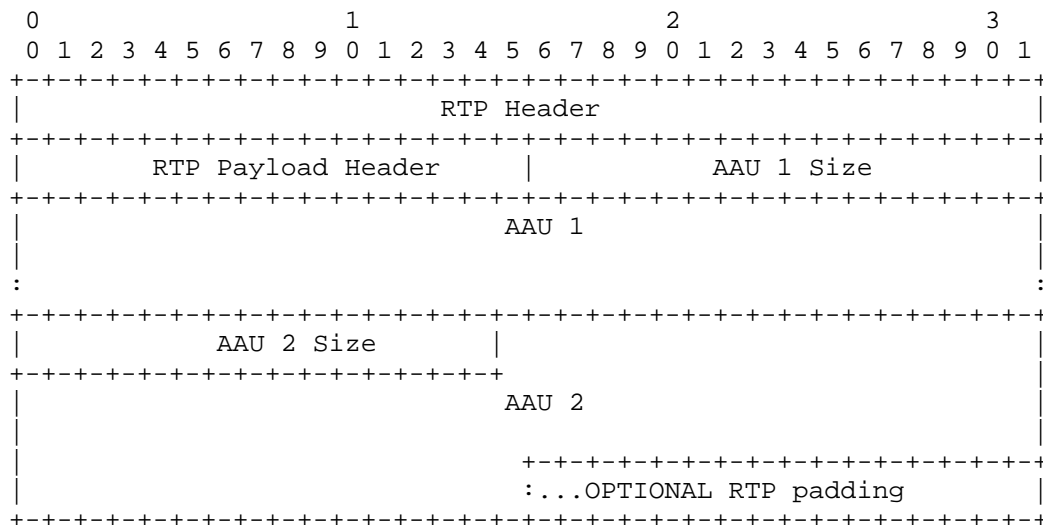 0                   1                   2                   3
 0 1 2 3 4 5 6 7 8 9 0 1 2 3 4 5 6 7 8 9 0 1 2 3 4 5 6 7 8 9 0 1
+-+-+-+-+-+-+-+-+-+-+-+-+-+-+-+-+-+-+-+-+-+-+-+-+-+-+-+-+-+-+-+-+
|                          RTP Header                           |
+-+-+-+-+-+-+-+-+-+-+-+-+-+-+-+-+-+-+-+-+-+-+-+-+-+-+-+-+-+-+-+-+
|        RTP Payload Header     |           AAU 1 Size          |
+-+-+-+-+-+-+-+-+-+-+-+-+-+-+-+-+-+-+-+-+-+-+-+-+-+-+-+-+-+-+-+-+
|                              AAU 1                            |
|                                                               |
:                                                               :
+-+-+-+-+-+-+-+-+-+-+-+-+-+-+-+-+-+-+-+-+-+-+-+-+-+-+-+-+-+-+-+-+
|            AAU 2 Size       |                                 |
+-+-+-+-+-+-+-+-+-+-+-+-+-+-+-+                                 |
|                              AAU 2                            |
|                                                               |
|                               +-+-+-+-+-+-+-+-+-+-+-+-+-+-+-+-+
|                               :...OPTIONAL RTP padding        |
+-+-+-+-+-+-+-+-+-+-+-+-+-+-+-+-+-+-+-+-+-+-+-+-+-+-+-+-+-+-+-+-+